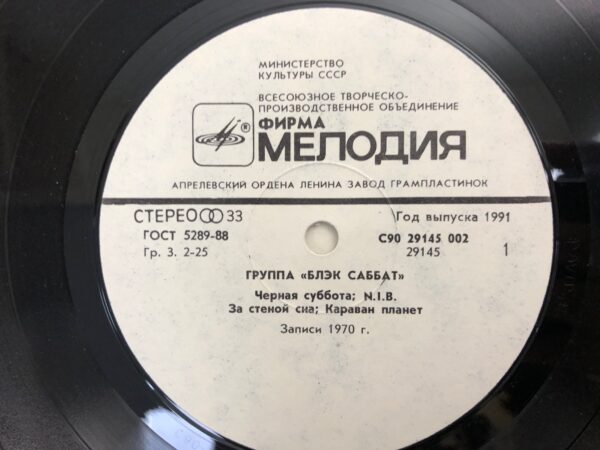 МИНИСТЕРСТВО
КУЛЬТУРЫ СССР
ВСЕСОЮЗНОЕ ТВОРЧЕСКО-
ПРОИЗВОДСТВЕННОЕ ОБЪЕДИНЕНИЕ
® ФИРМА
МЕЛОДИЯ
АПРЕЛЕВСКИЙ ОРДЕНА ЛЕНИНА ЗАВОД ГРАМПЛАСТИНОК
СТЕРЕО 33 Год выпуска 1991
ГОСТ 5289-88 С90 29145 002
Гр. 3. 2-25 29145 1
ГРУППА «БЛЭК САББАТ»
Черная суббота; N.I.B.
За стеной сна; Караван планет
Записи 1970 г.